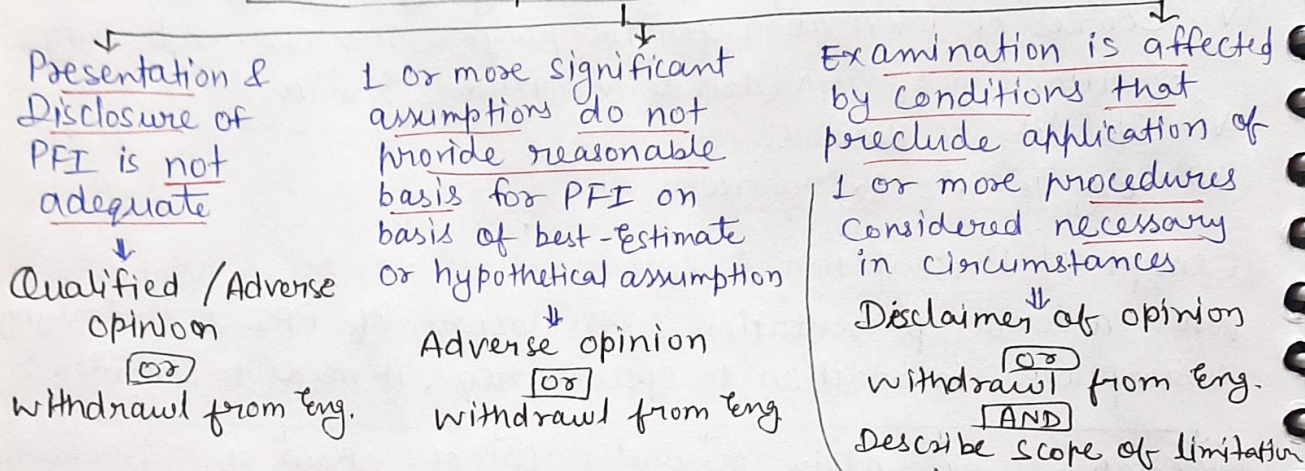 Presentation &
Disclosure of
PFI is not
adequate
Qualified / Adverse
opinion
or
withdrawl from eng.
1 or more significant
assumptions do not
provide reasonable
basis for PFI on
basis of best-estimate
or hypothetical assumption
Adverse opinion
or
withdrawl from eng
Examination is affected
by conditions that
preclude application of
1 or more procedures
Considered necessary
in circumstances
Disclaimer of opinion
or
withdrawl from eng.
AND
Describe scope of limitation